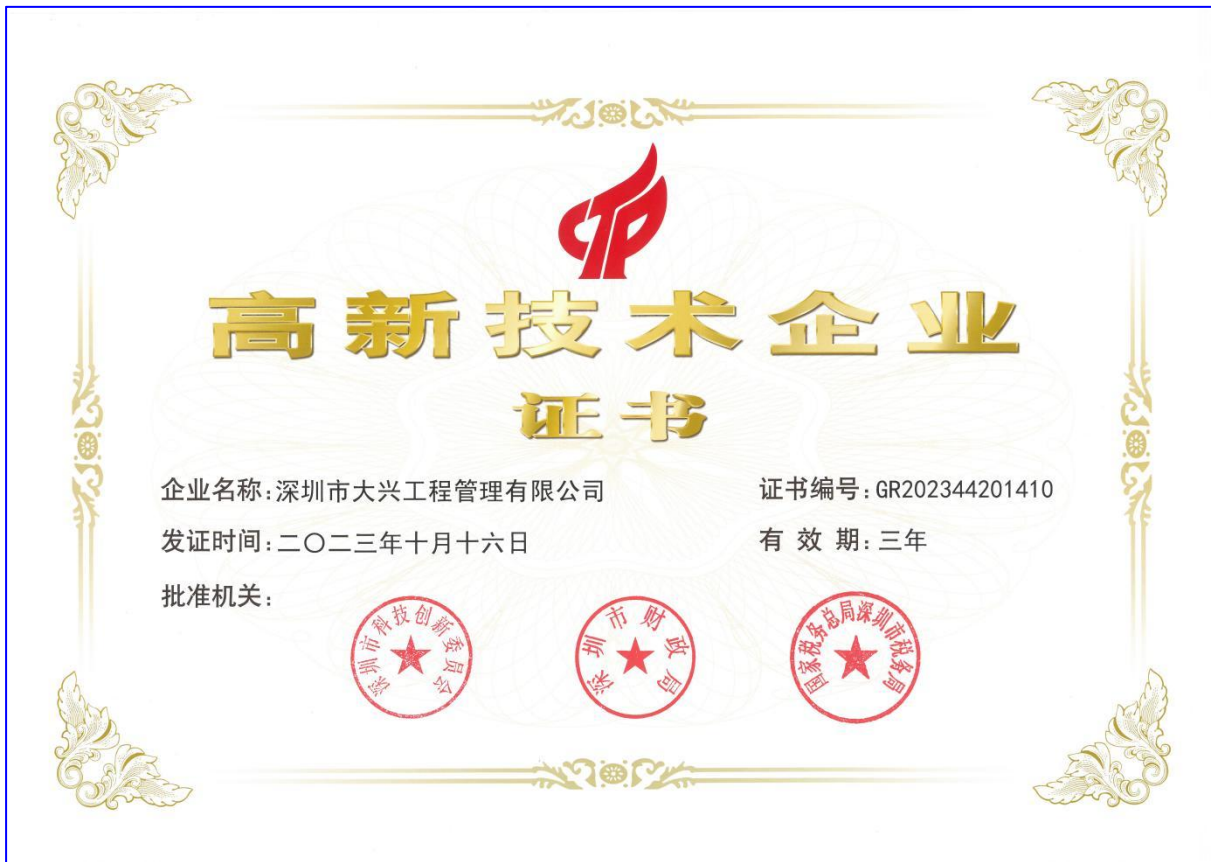 CTP
高新技术企业
证书
企业名称:深圳市大兴工程管理有限公司
证书编号:GR202344201410
发证时间:二〇二三年十月十六日
有 效 期:三年
批准机关:
深圳市科技创新委员会
深圳市财政局
国家税务总局深圳市税务局